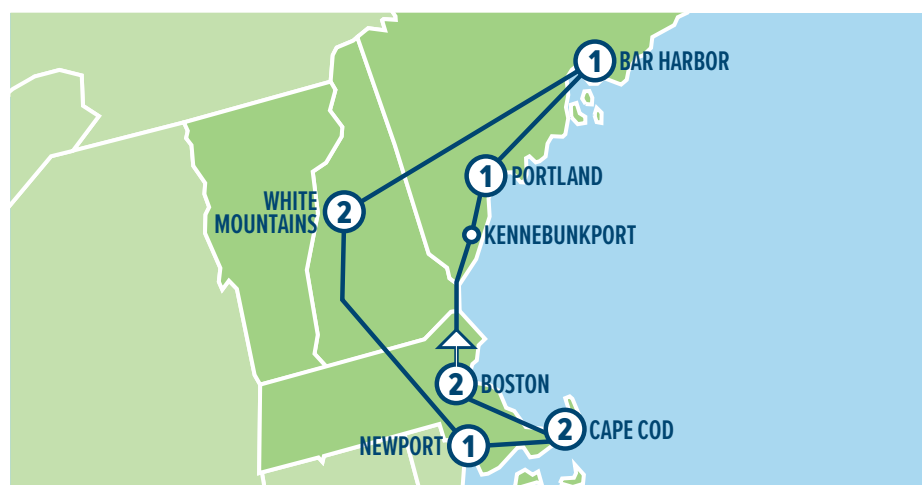 1 BAR HARBOR
1 PORTLAND
WHITE
MOUNTAINS 2
KENNEBUNKPORT
2 BOSTON
2 CAPE COD
NEWPORT 1